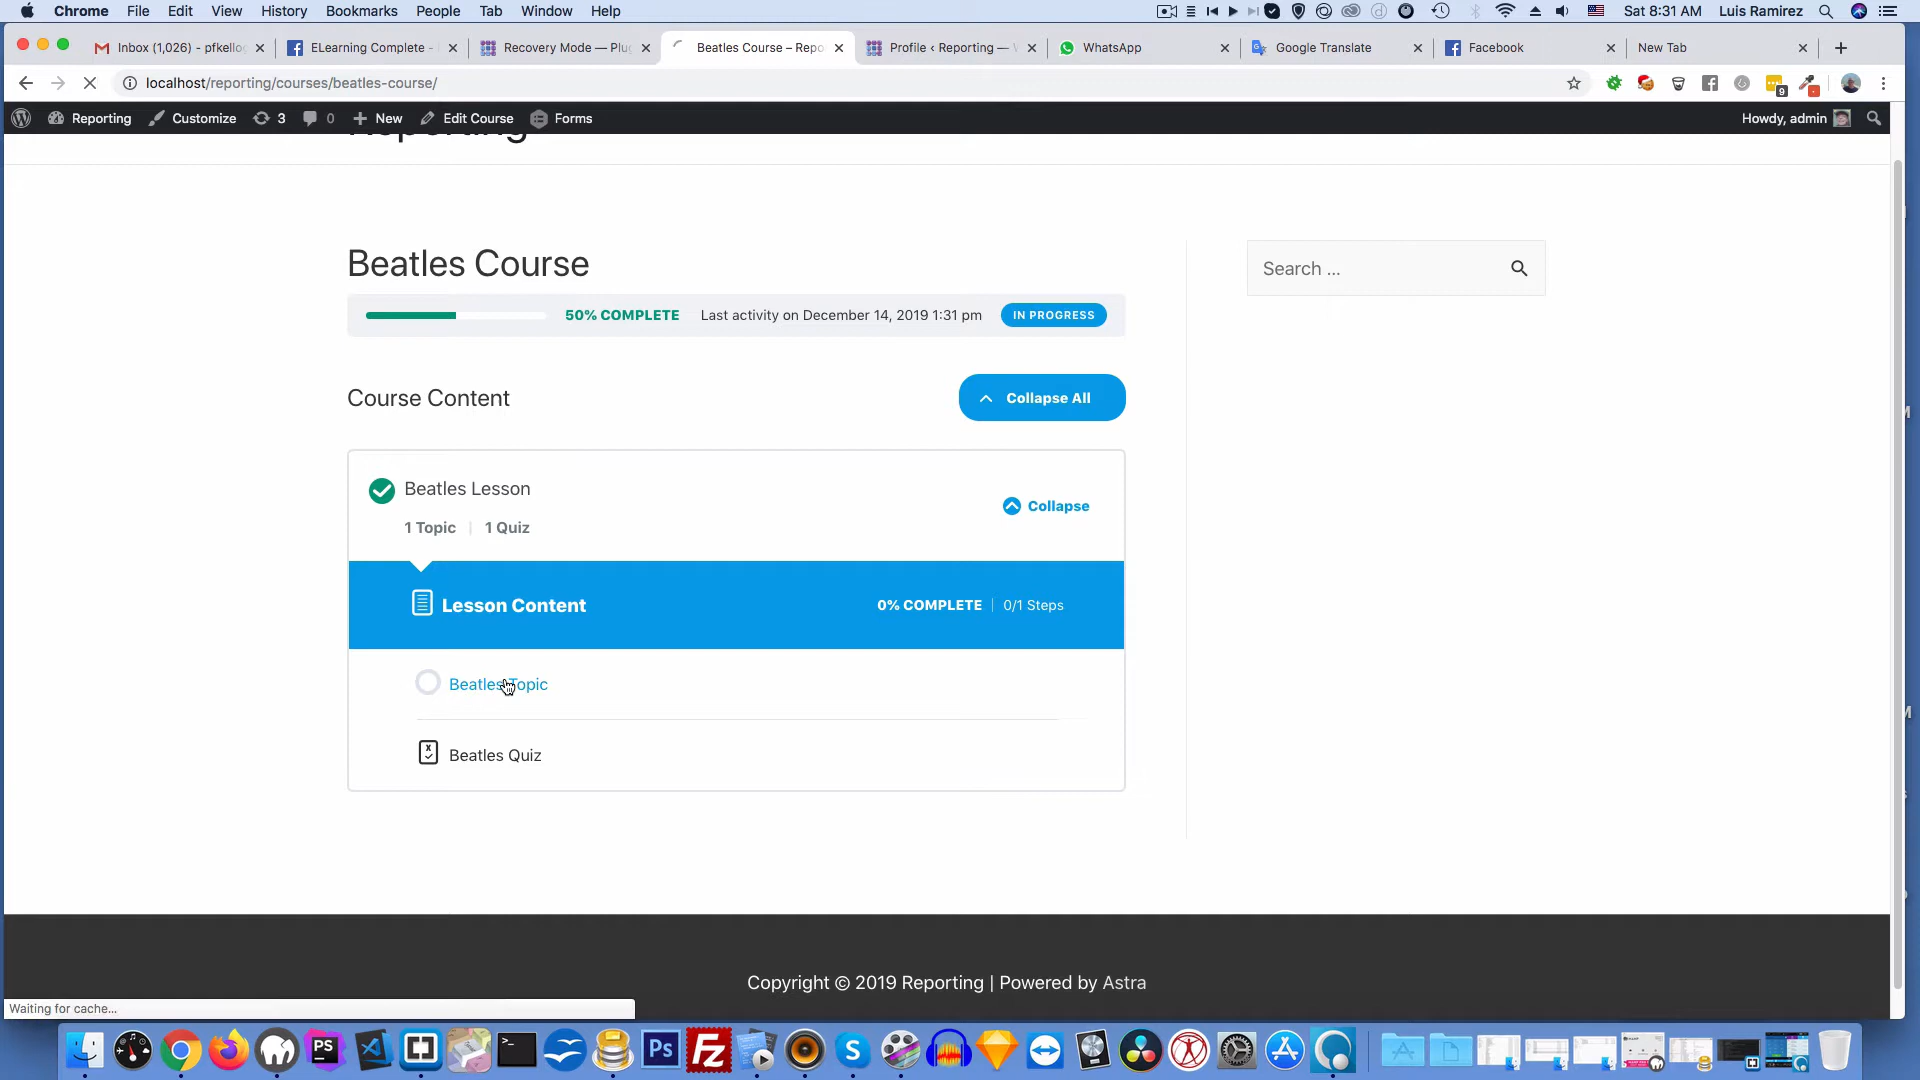 Chrome File Edit View History Bookmarks People Tab Window Help
Sat 8:31 AM Luis Ramirez
Inbox (1,026) - pfkello
ELearning Complete -
Recovery Mode — Plu
Beatles Course – Repo
Profile ‹ Reporting —
WhatsApp
Google Translate
Facebook
New Tab
localhost/reporting/courses/beatles-course/
9
Reporting Customize 3 0 New Edit Course Forms
Howdy, admin
Reporting
Beatles Course
50% COMPLETE Last activity on December 14, 2019 1:31 pm IN PROGRESS
Search ...
Course Content
Collapse All
Beatles Lesson
1 Topic | 1 Quiz
Collapse
Lesson Content
0% COMPLETE | 0/1 Steps
Beatles Topic
Beatles Quiz
Copyright © 2019 Reporting | Powered by Astra
Waiting for cache...
PS
Ps
FZ
S